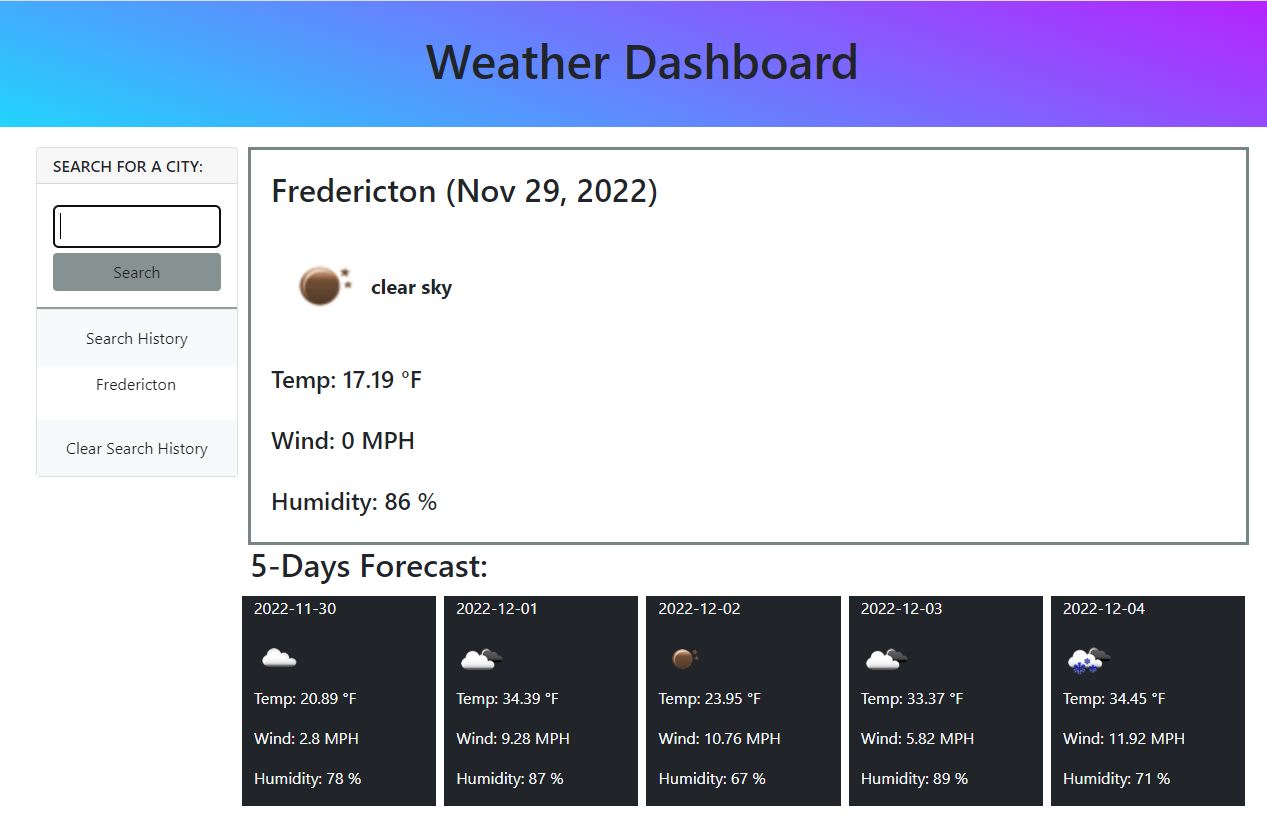 Weather Dashboard
SEARCH FOR A CITY:
Search
Search History
Fredericton
Clear Search History
Fredericton (Nov 29, 2022)
clear sky
Temp: 17.19 °F
Wind: 0 MPH
Humidity: 86 %
5-Days Forecast:
2022-11-30
Temp: 20.89 °F
Wind: 2.8 MPH
Humidity: 78 %
2022-12-01
Temp: 34.39 °F
Wind: 9.28 MPH
Humidity: 87 %
2022-12-02
Temp: 23.95 °F
Wind: 10.76 MPH
Humidity: 67 %
2022-12-03
Temp: 33.37 °F
Wind: 5.82 MPH
Humidity: 89 %
2022-12-04
Temp: 34.45 °F
Wind: 11.92 MPH
Humidity: 71 %